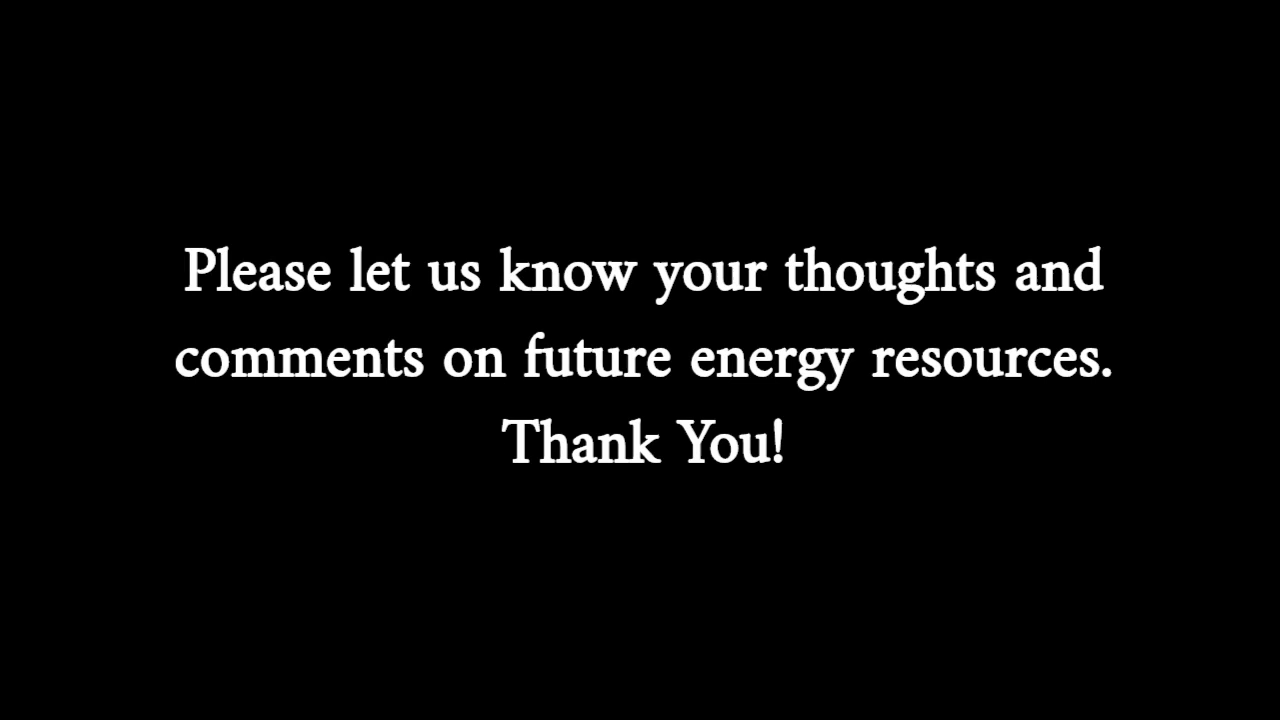 Please let us know your thoughts and
comments on future energy resources.
Thank You!